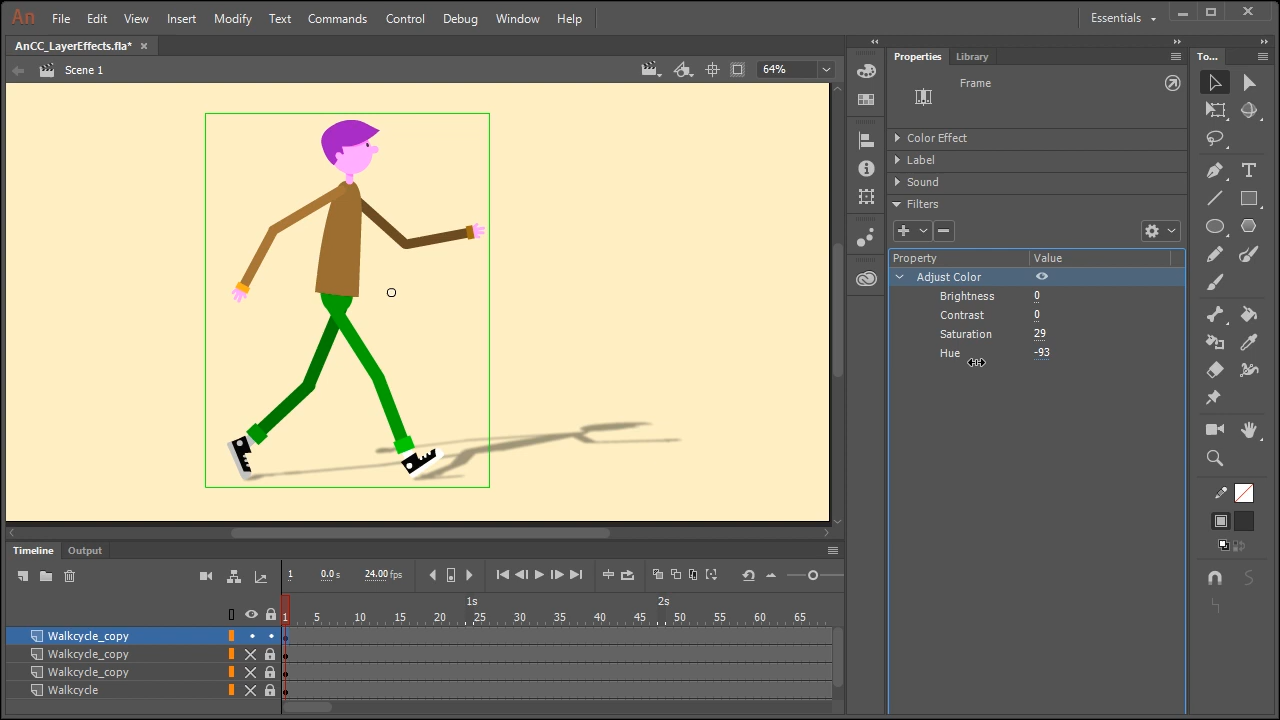 An File Edit View Insert Modify Text Commands Control Debug Window Help Essentials
AnCC_LayerEffects.fla*
Scene 1 64%
Properties Library To...
Frame
Color Effect
Label
Sound
Filters
Property Value
Adjust Color
Brightness 0
Contrast 0
Saturation 29
Hue -93
Timeline Output
1 0.0 s 24.00 fps
1s 2s
1 5 10 15 20 25 30 35 40 45 50 55 60 65
Walkcycle_copy
Walkcycle_copy
Walkcycle_copy
Walkcycle